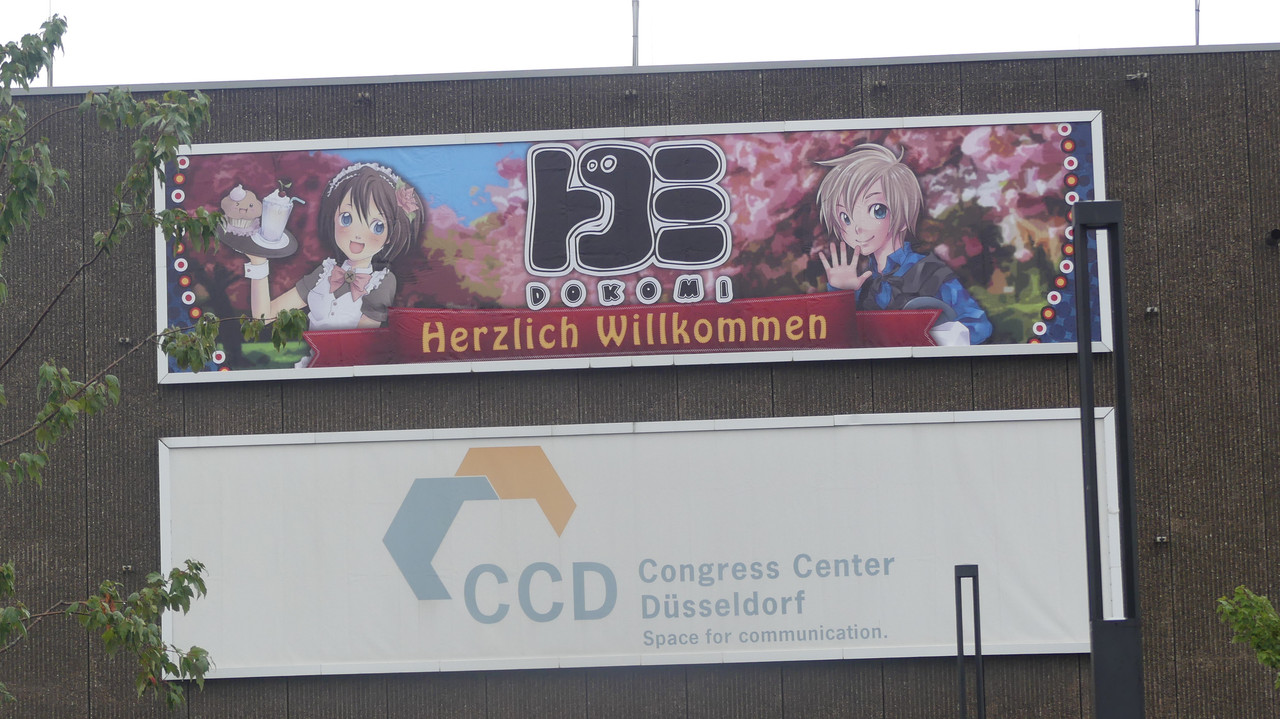 ドコミ
DOKOMI
Herzlich Willkommen
CCD
Congress Center
Düsseldorf
Space for communication.